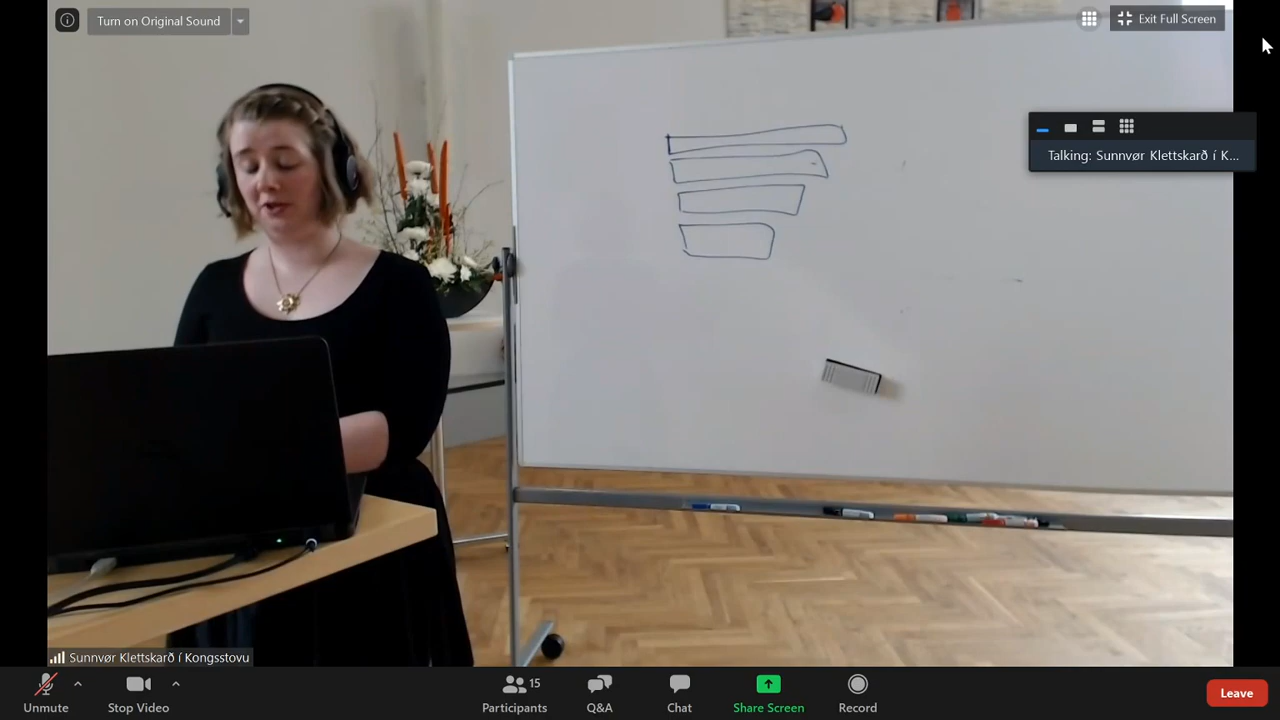 Turn on Original Sound
Exit Full Screen
Talking: Sunnvør Klettskarð í K...
Sunnvør Klettskarð í Kongsstovu
Unmute
Stop Video
15
Participants
Q&A
Chat
Share Screen
Record
Leave